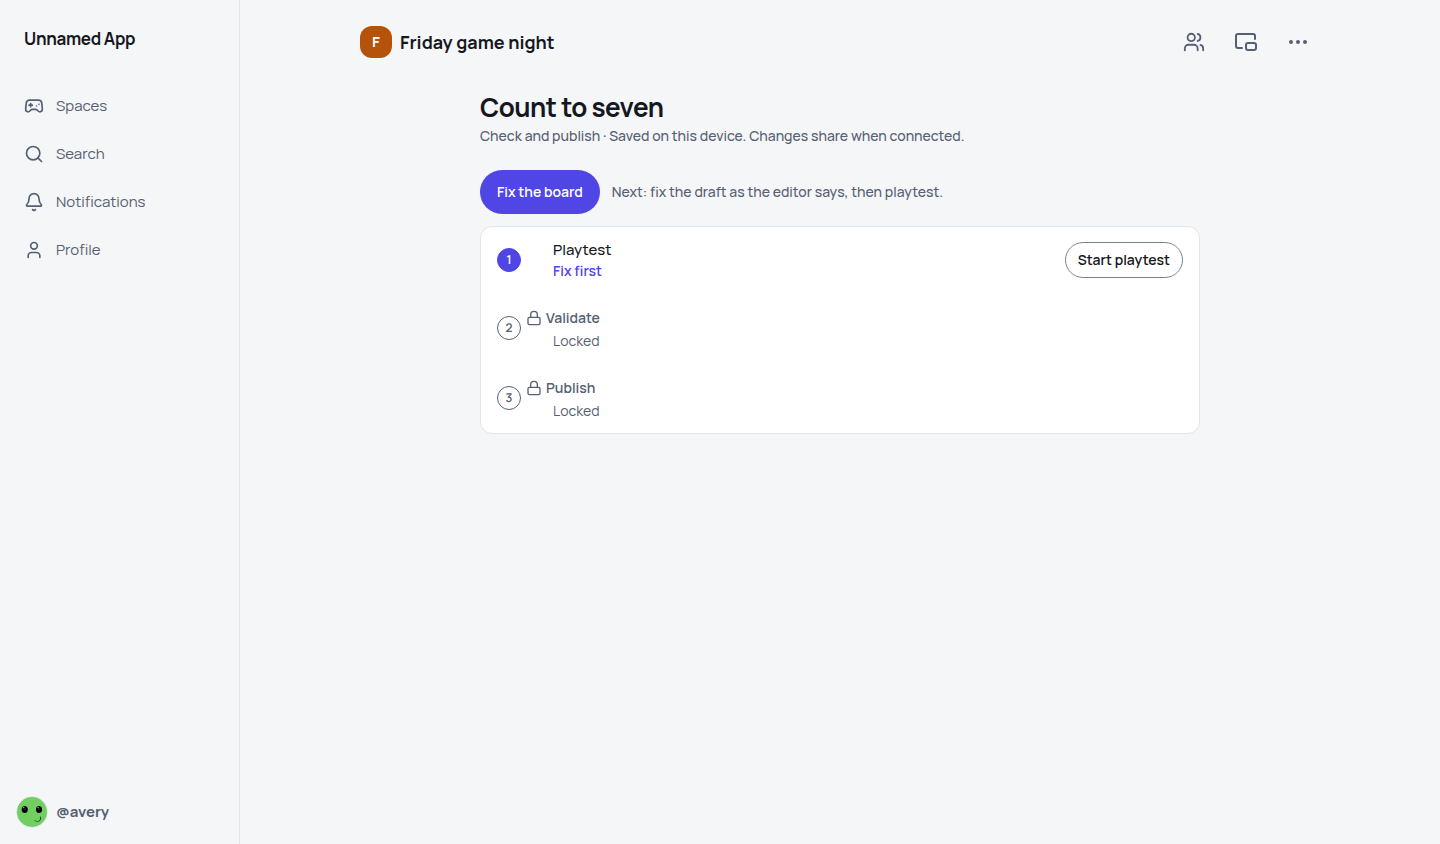 Unnamed App
Spaces
Search
Notifications
Profile
@avery
F Friday game night
Count to seven
Check and publish · Saved on this device. Changes share when connected.
Fix the board Next: fix the draft as the editor says, then playtest.
1 Playtest
Fix first
Start playtest
2 Validate
Locked
3 Publish
Locked